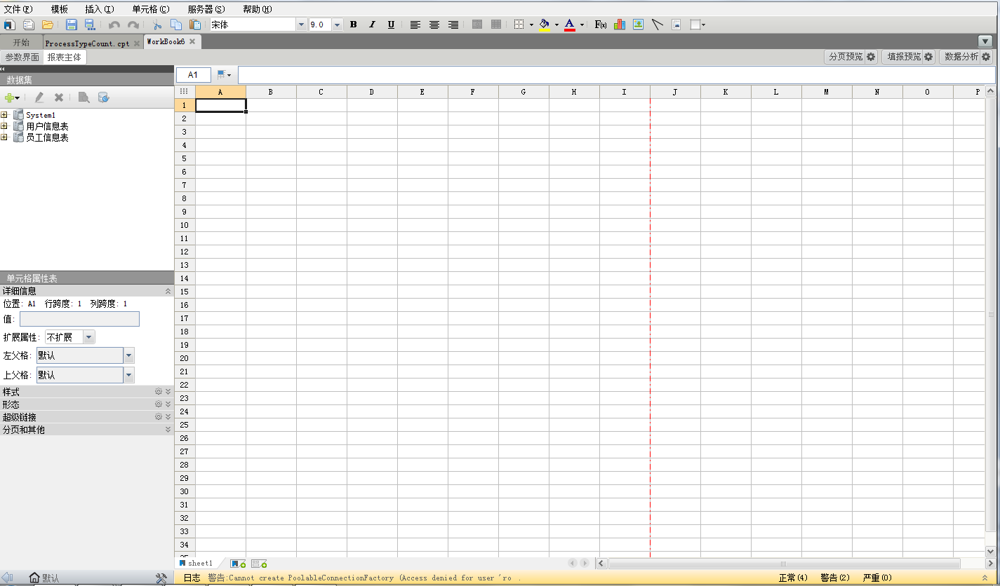 文件(F) 模板 插入(I) 单元格(C) 服务器(S) 帮助(H)
宋体 9.0 B I U A F(x)
开始 ProcessTypeCount.cpt WorkBook6
参数界面 报表主体 分页预览 填报预览 数据分析
数据集
A1
A B C D E F G H I J K L M N O P
System1
用户信息表
员工信息表
1
2
3
4
5
6
7
8
9
10
11
12
13
14
15
16
17
18
19
20
21
22
23
24
25
26
27
28
29
30
31
32
33
34
35
单元格属性表
详细信息
位置: A1 行跨度: 1 列跨度: 1
值:
扩展属性: 不扩展
左父格: 默认
上父格: 默认
样式
形态
超级链接
分页和其他
sheet1
默认
日志 警告:Cannot create PoolableConnectionFactory (Access denied for user 'ro . 正常(4) 警告(2) 严重(0)